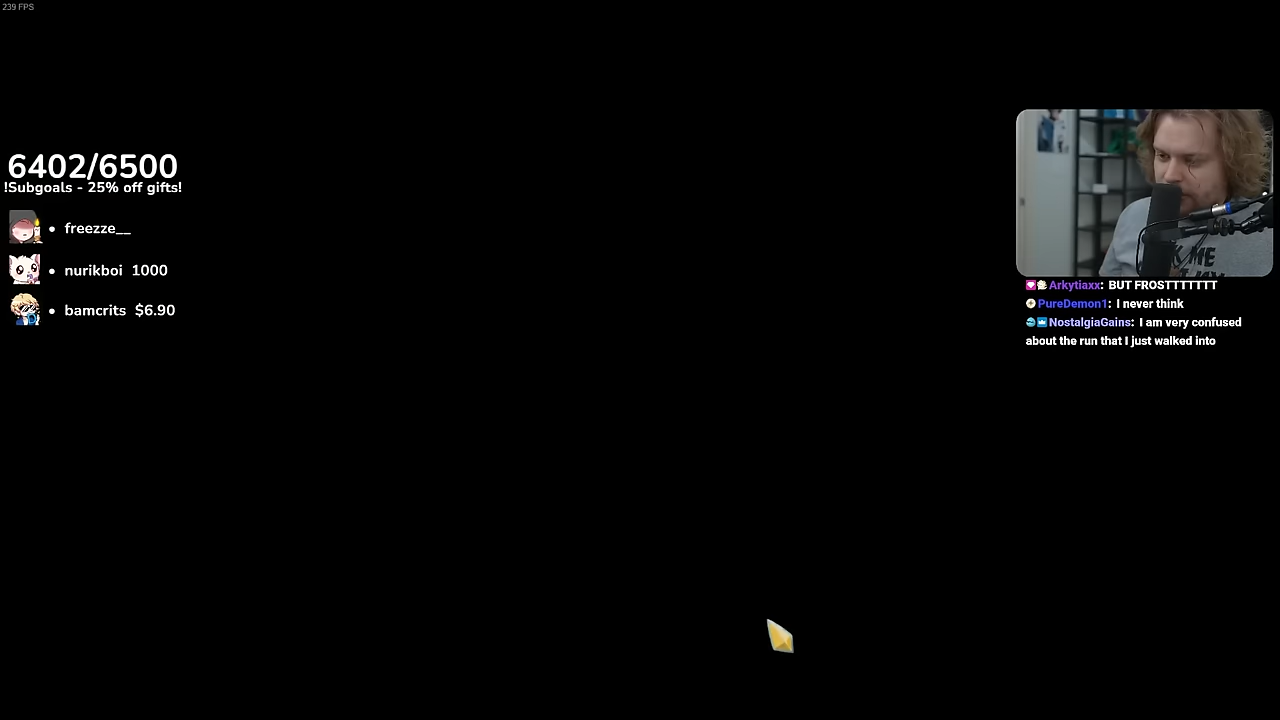 239 FPS
6402/6500
!Subgoals - 25% off gifts!
freezze__
nurikboi 1000
bamcrits $6.90
Arkytiaxx: BUT FROSTTTTTTT
PureDemon1: I never think
NostalgiaGains: I am very confused
about the run that I just walked into